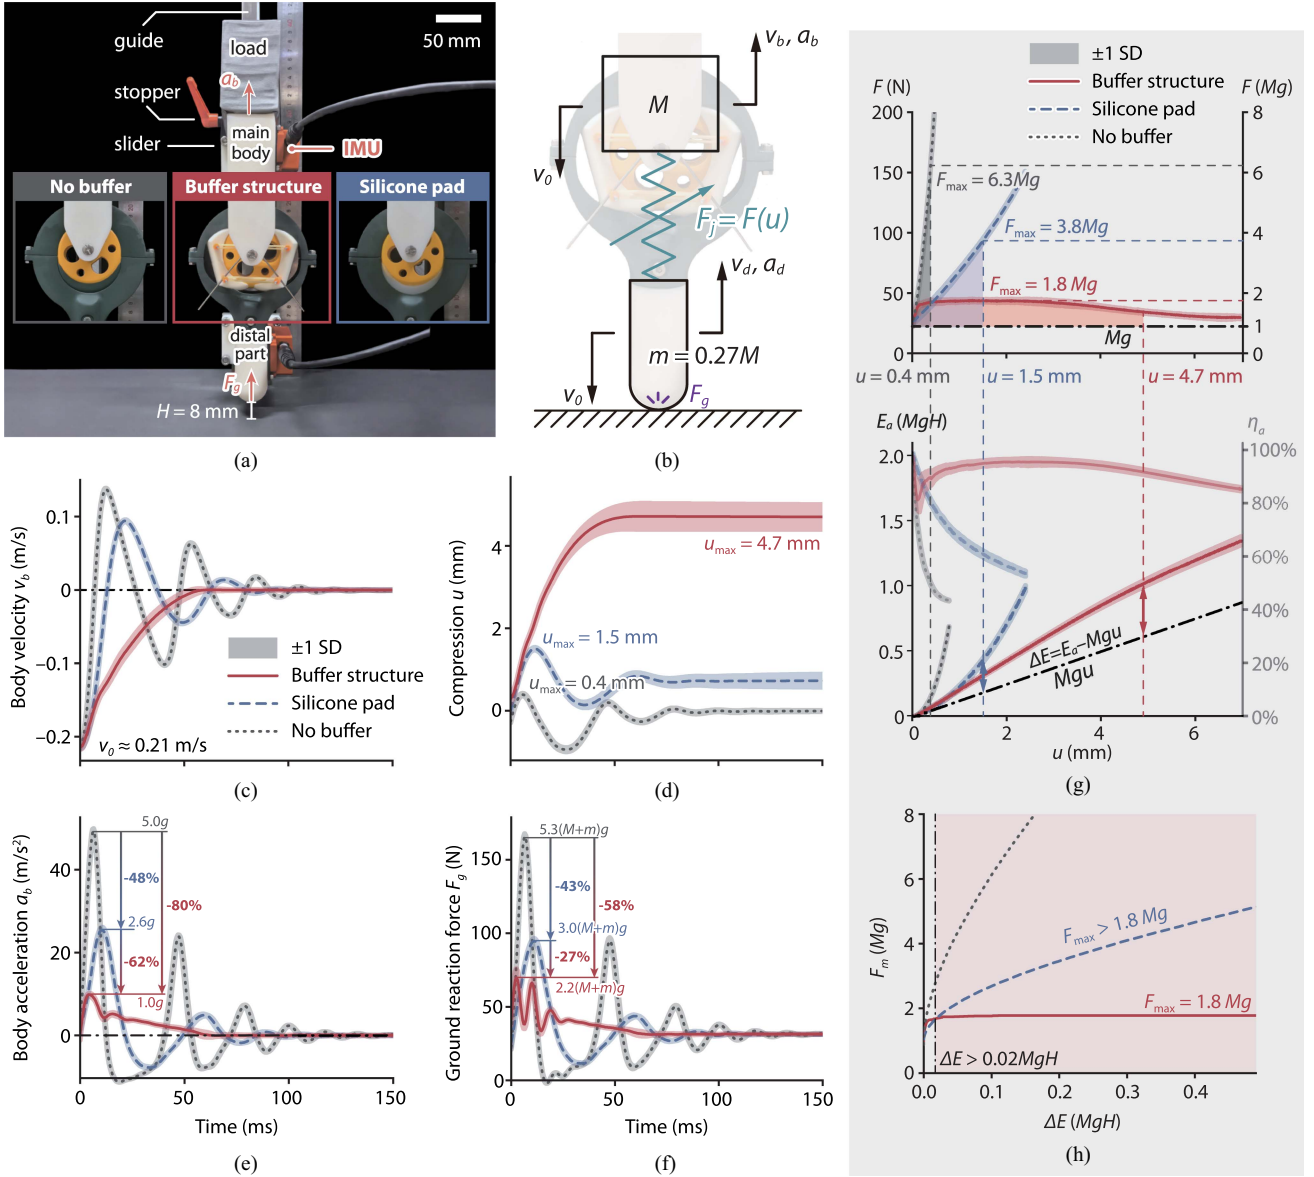 guide
load
50 mm
a_b
stopper
slider
main
body
IMU
No buffer
Buffer structure
Silicone pad
distal
part
F_g
H = 8 mm
(a)
v_b, a_b
M
v_0
F_j = F(u)
v_d, a_d
m = 0.27M
v_0
F_g
(b)
±1 SD
Buffer structure
Silicone pad
No buffer
F (N)
F (Mg)
200
150
100
50
0
8
6
4
2
1
0
F_max = 6.3Mg
F_max = 3.8Mg
F_max = 1.8 Mg
Mg
u = 0.4 mm
u = 1.5 mm
u = 4.7 mm
E_a (MgH)
η_a
2.0
1.5
1.0
0.5
0
100%
80%
60%
40%
20%
0%
ΔE=E_a–Mgu
Mgu
2
4
6
u (mm)
(g)
Body velocity v_b (m/s)
0.1
0
−0.1
−0.2
±1 SD
Buffer structure
Silicone pad
No buffer
v_0 ≈ 0.21 m/s
(c)
Compression u (mm)
4
2
0
u_max = 4.7 mm
u_max = 1.5 mm
u_max = 0.4 mm
(d)
Body acceleration a_b (m/s²)
40
20
0
5.0g
-48%
-80%
2.6g
-62%
1.0g
0
50
100
150
Time (ms)
(e)
Ground reaction force F_g (N)
150
100
50
0
5.3(M+m)g
-43%
-58%
3.0(M+m)g
-27%
2.2(M+m)g
0
50
100
150
Time (ms)
(f)
F_m (Mg)
8
6
4
2
0
F_max > 1.8 Mg
F_max = 1.8 Mg
ΔE > 0.02MgH
0.0
0.1
0.2
0.3
0.4
ΔE (MgH)
(h)